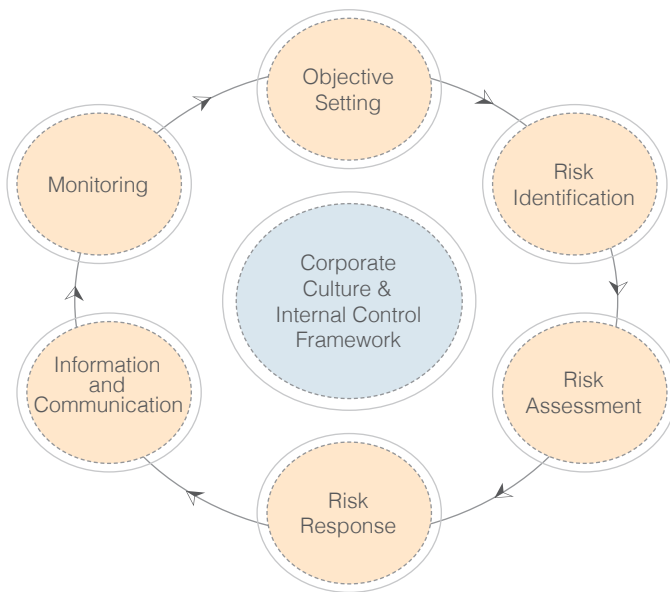 Objective
Setting
Risk
Identification
Risk
Assessment
Risk
Response
Information
and
Communication
Monitoring
Corporate
Culture &
Internal Control
Framework